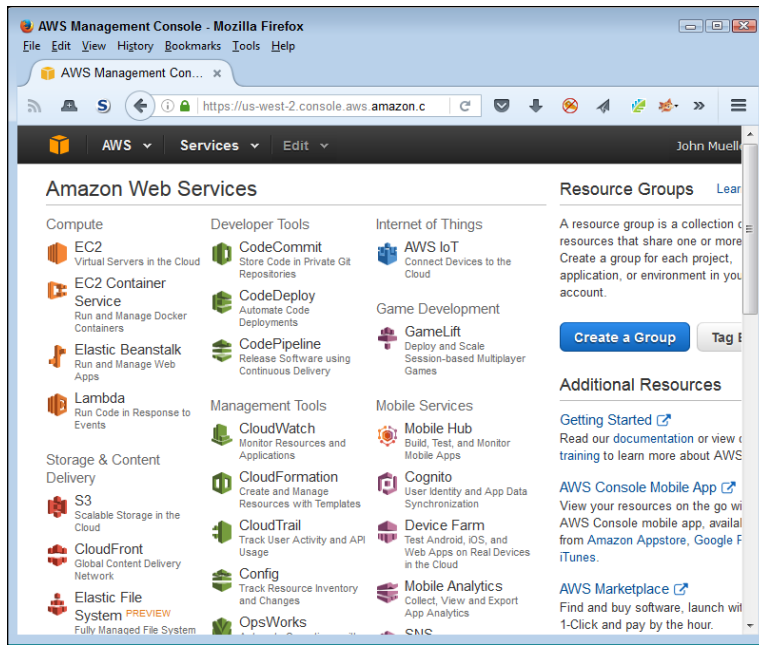 AWS Management Console - Mozilla Firefox
File Edit View History Bookmarks Tools Help
AWS Management Con... ×
https://us-west-2.console.aws.amazon.c
AWS Services Edit John Muelle
Amazon Web Services
Compute
EC2
Virtual Servers in the Cloud
EC2 Container
Service
Run and Manage Docker
Containers
Elastic Beanstalk
Run and Manage Web
Apps
Lambda
Run Code in Response to
Events
Storage & Content
Delivery
S3
Scalable Storage in the
Cloud
CloudFront
Global Content Delivery
Network
Elastic File
System PREVIEW
Fully Managed File System
Developer Tools
CodeCommit
Store Code in Private Git
Repositories
CodeDeploy
Automate Code
Deployments
CodePipeline
Release Software using
Continuous Delivery
Management Tools
CloudWatch
Monitor Resources and
Applications
CloudFormation
Create and Manage
Resources with Templates
CloudTrail
Track User Activity and API
Usage
Config
Track Resource Inventory
and Changes
OpsWorks
Internet of Things
AWS IoT
Connect Devices to the
Cloud
Game Development
GameLift
Deploy and Scale
Session-based Multiplayer
Games
Mobile Services
Mobile Hub
Build, Test, and Monitor
Mobile Apps
Cognito
User Identity and App Data
Synchronization
Device Farm
Test Android, iOS, and
Web Apps on Real Devices
in the Cloud
Mobile Analytics
Collect, View and Export
App Analytics
SNS
Resource Groups Lear
A resource group is a collection
resources that share one or more
Create a group for each project,
application, or environment in you
account.
Create a Group
Tag
Additional Resources
Getting Started
Read our documentation or view
training to learn more about AWS
AWS Console Mobile App
View your resources on the go wi
AWS Console mobile app, availa
from Amazon Appstore, Google
iTunes.
AWS Marketplace
Find and buy software, launch wit
1-Click and pay by the hour.